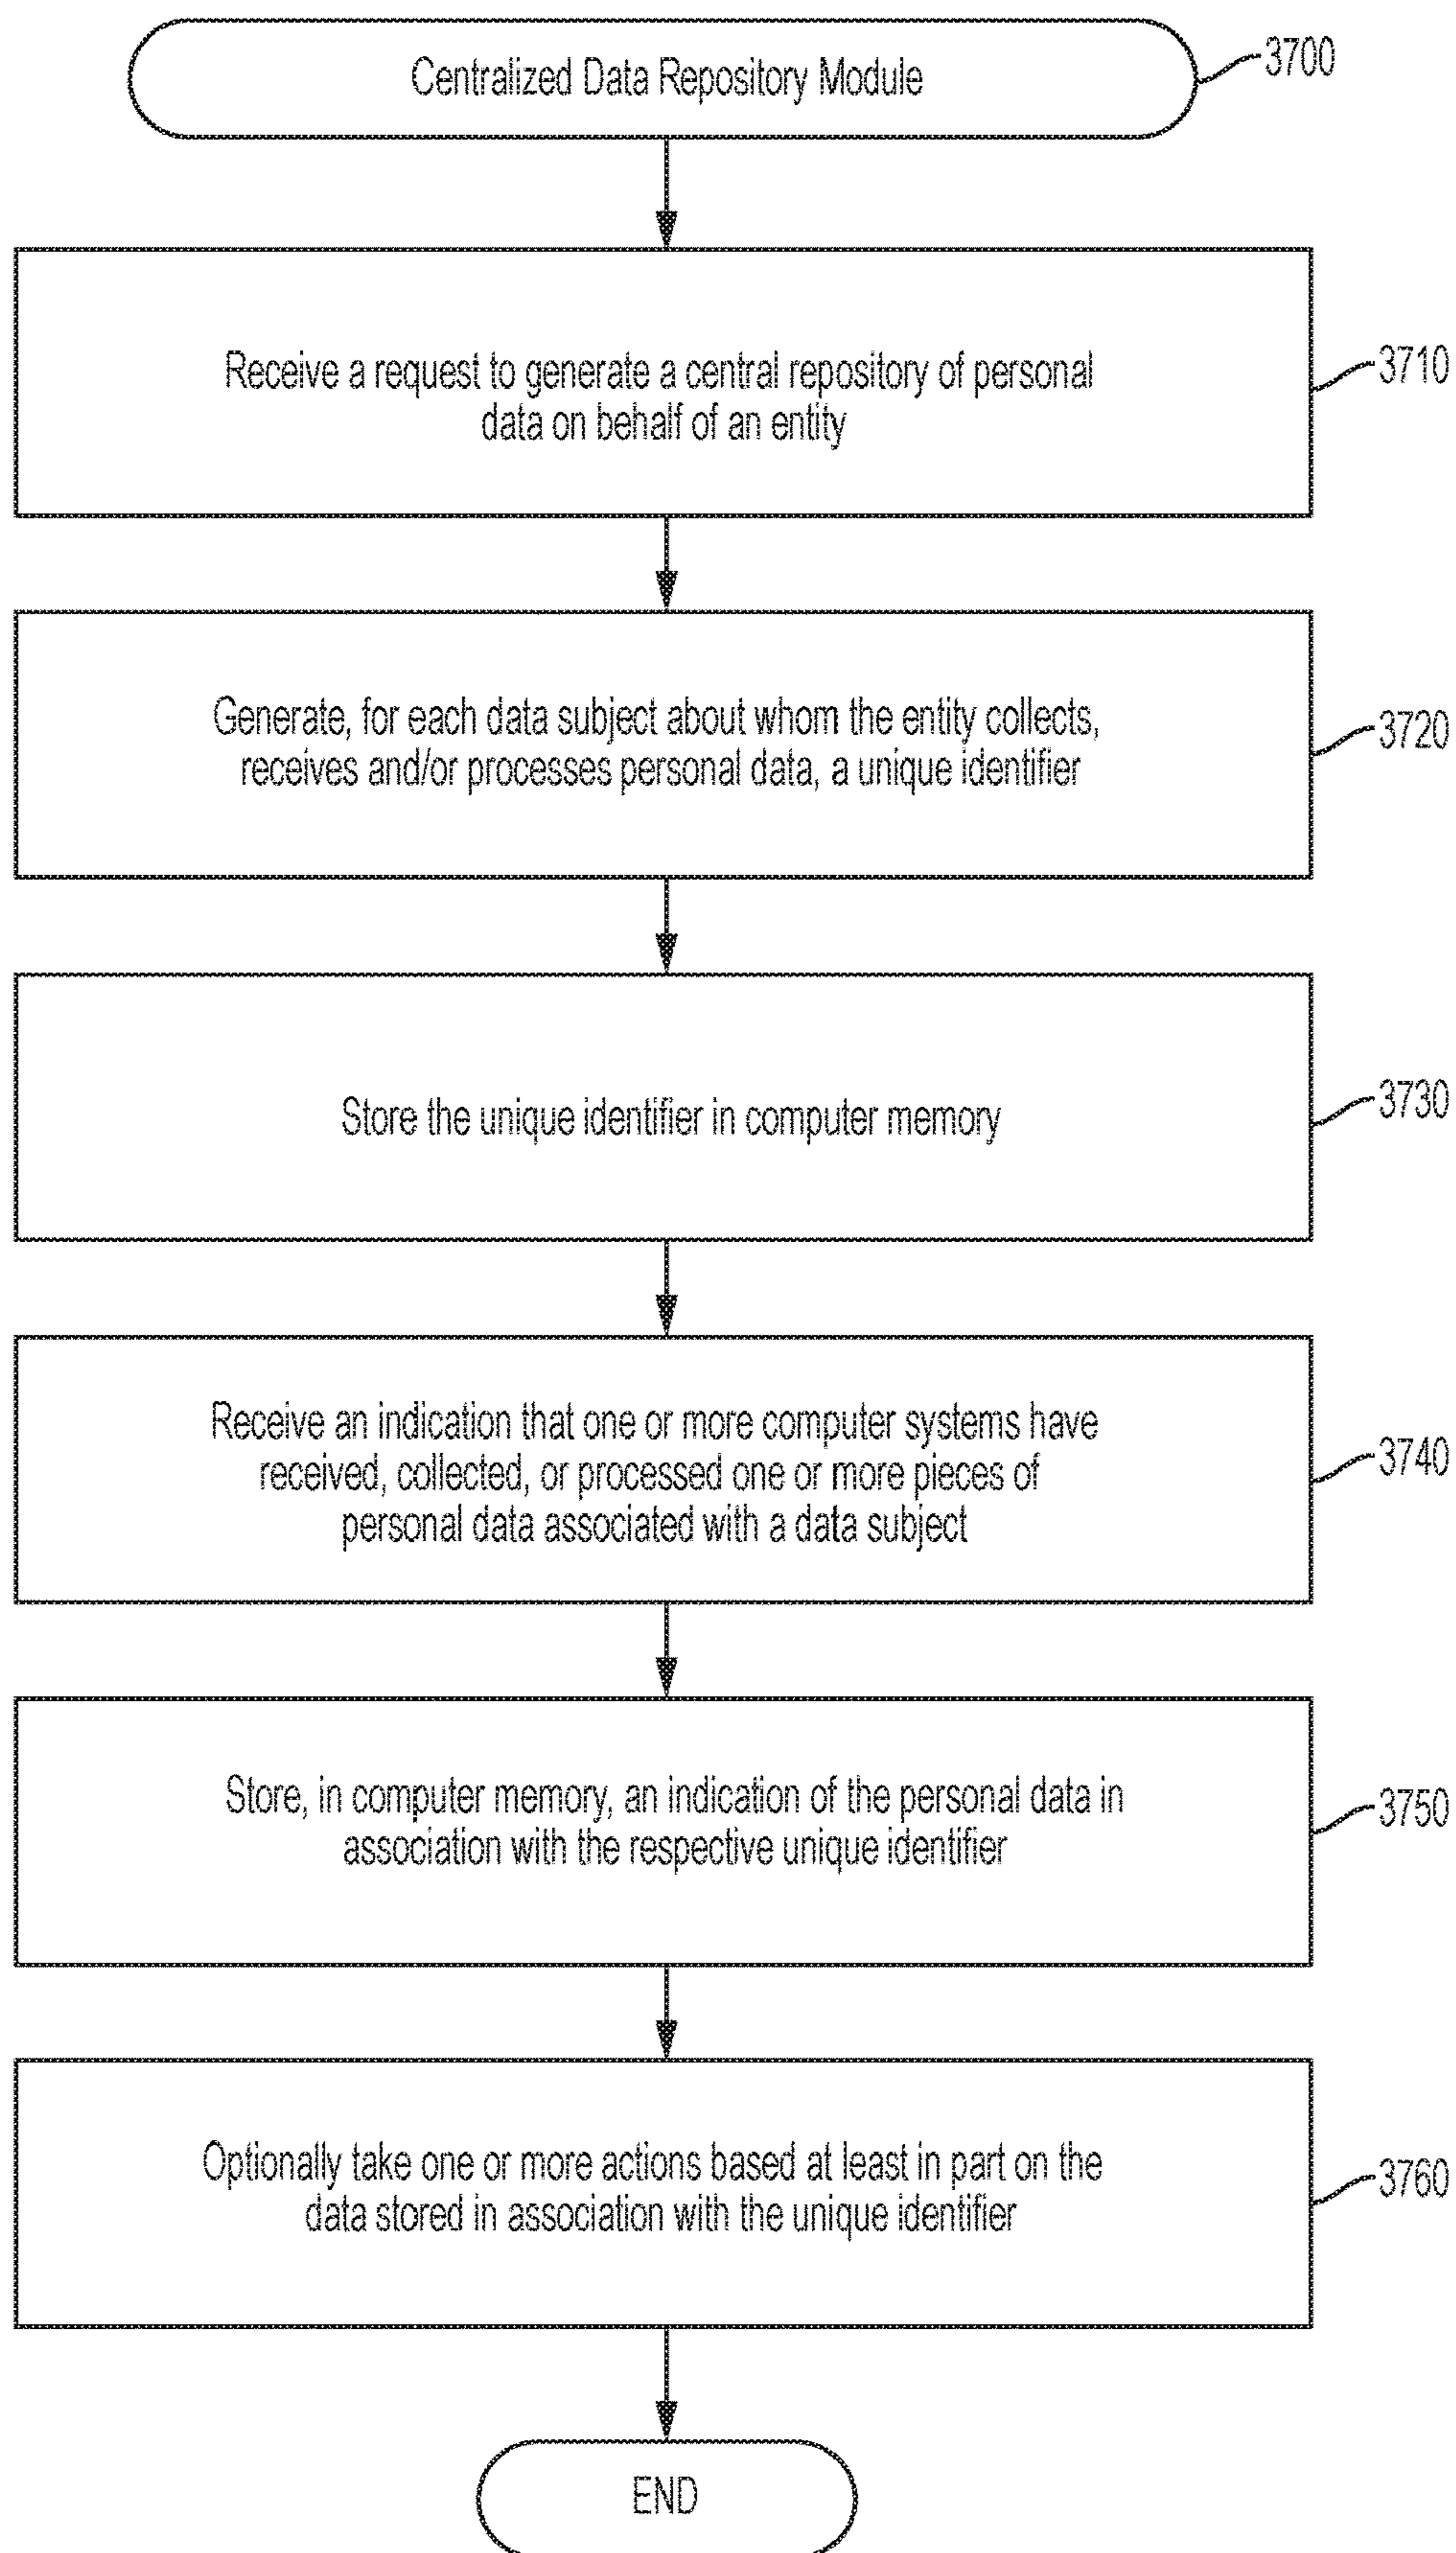 Centralized Data Repository Module
3700
Receive a request to generate a central repository of personal
data on behalf of an entity
3710
Generate, for each data subject about whom the entity collects,
receives and/or processes personal data, a unique identifier
3720
Store the unique identifier in computer memory
3730
Receive an indication that one or more computer systems have
received, collected, or processed one or more pieces of
personal data associated with a data subject
3740
Store, in computer memory, an indication of the personal data in
association with the respective unique identifier
3750
Optionally take one or more actions based at least in part on the
data stored in association with the unique identifier
3760
END